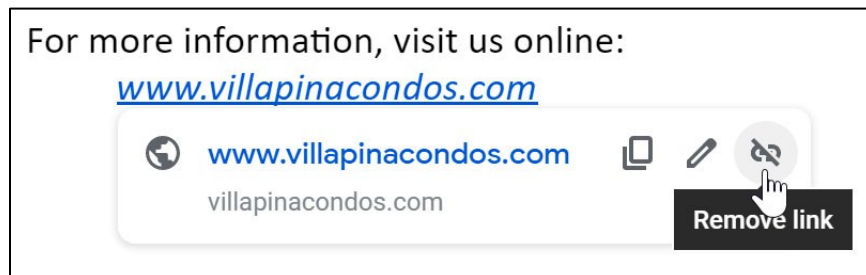 For more information, visit us online:
www.villapinacondos.com
www.villapinacondos.com
villapinacondos.com
Remove link